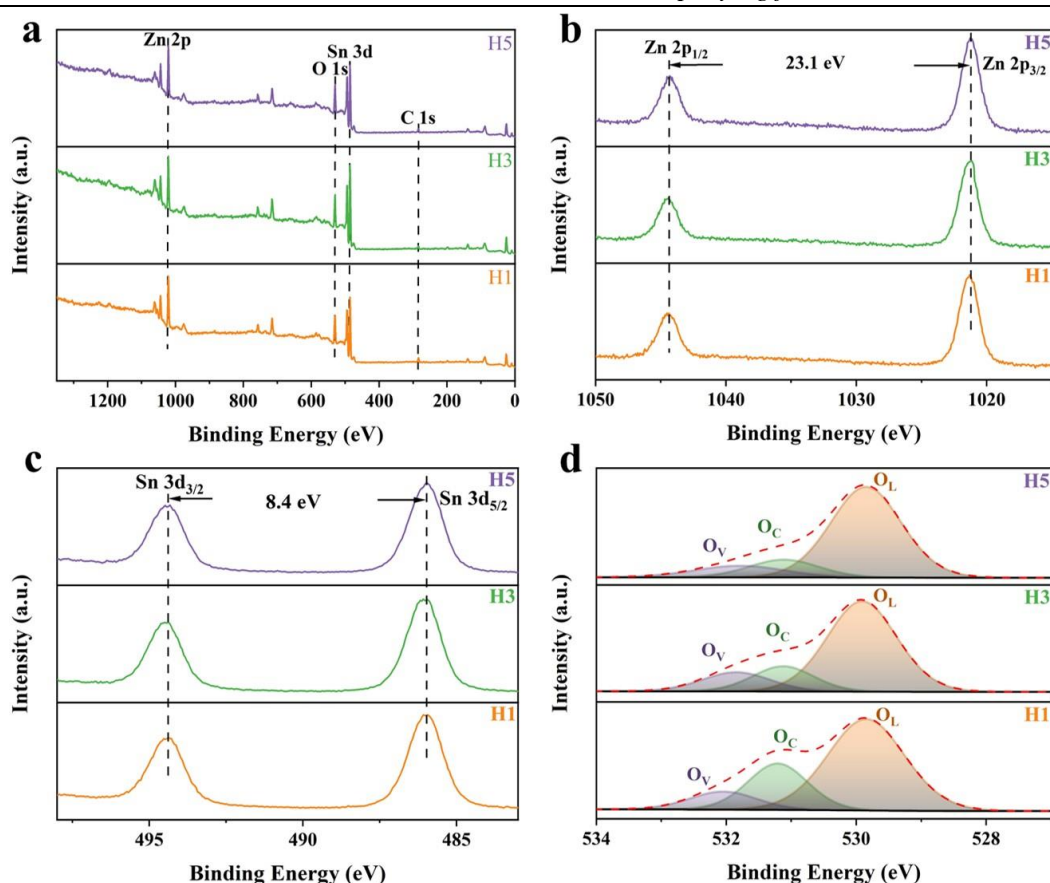 a
Zn 2p
Sn 3d
O 1s
C 1s
H5
H3
H1
Intensity (a.u.)
1200 1000 800 600 400 200 0
Binding Energy (eV)
b
Zn 2p1/2
23.1 eV
Zn 2p3/2
H5
H3
H1
Intensity (a.u.)
1050 1040 1030 1020
Binding Energy (eV)
c
Sn 3d3/2
8.4 eV
Sn 3d5/2
H5
H3
H1
Intensity (a.u.)
495 490 485
Binding Energy (eV)
d
OL
OC
OV
H5
OL
OC
OV
H3
OL
OC
OV
H1
Intensity (a.u.)
534 532 530 528
Binding Energy (eV)